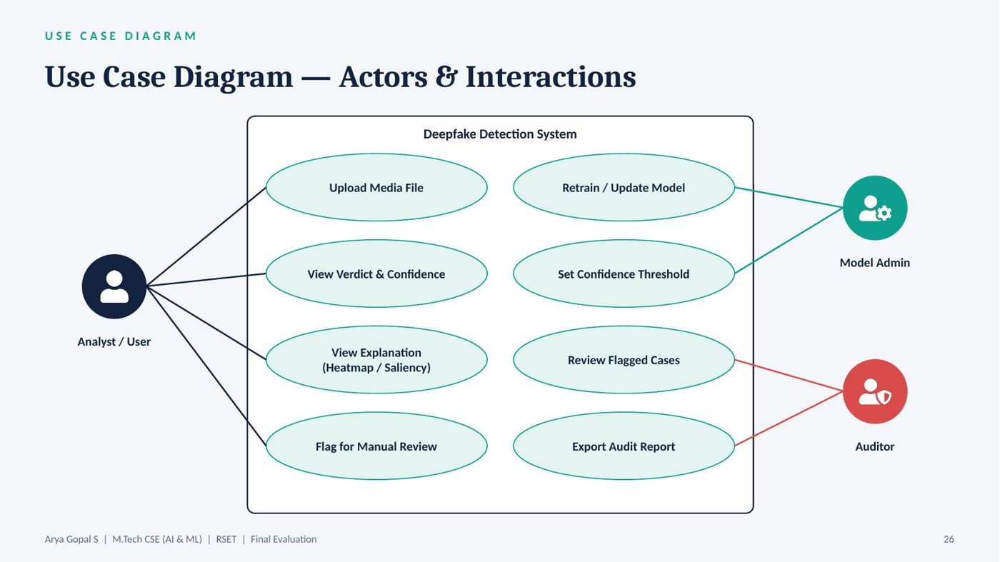 USE CASE DIAGRAM
Use Case Diagram — Actors & Interactions
Deepfake Detection System
Upload Media File
Retrain / Update Model
View Verdict & Confidence
Set Confidence Threshold
View Explanation
(Heatmap / Saliency)
Review Flagged Cases
Flag for Manual Review
Export Audit Report
Analyst / User
Model Admin
Auditor
Arya Gopal S | M.Tech CSE (AI & ML) | RSET | Final Evaluation
26